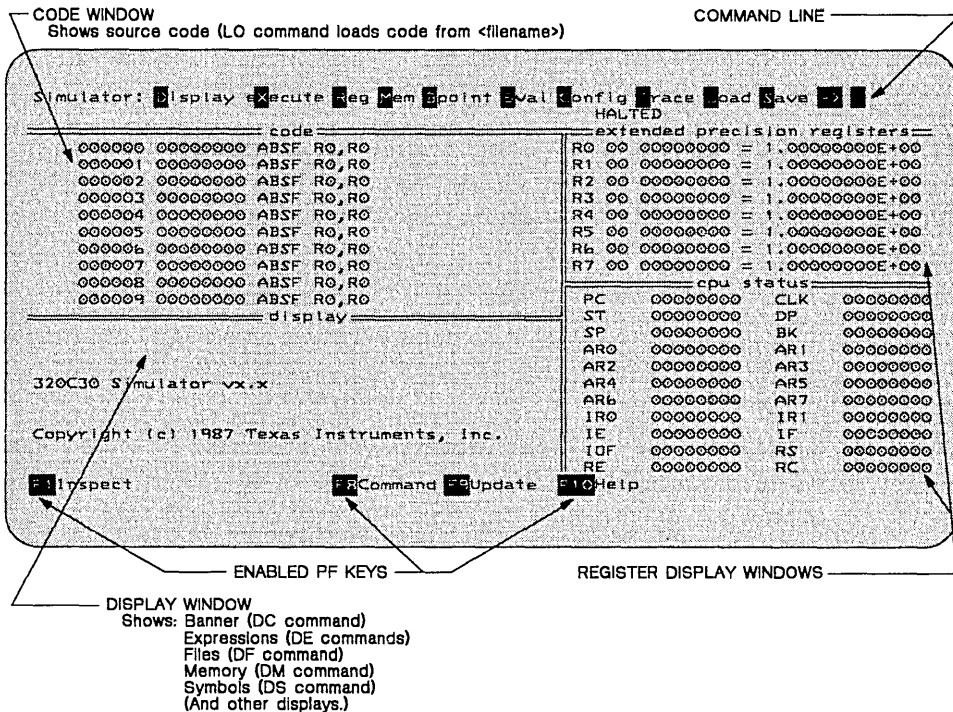 CODE WINDOW
Shows source code (LO command loads code from <filename>)
COMMAND LINE
Simulator: Display eXecute Reg Mem Bpoint Eval Config Trace Load Save ->
HALTED
code
000000 00000000 ABSF R0,R0
000001 00000000 ABSF R0,R0
000002 00000000 ABSF R0,R0
000003 00000000 ABSF R0,R0
000004 00000000 ABSF R0,R0
000005 00000000 ABSF R0,R0
000006 00000000 ABSF R0,R0
000007 00000000 ABSF R0,R0
000008 00000000 ABSF R0,R0
000009 00000000 ABSF R0,R0
extended precision registers
R0 00 00000000 = 1.00000000E+00
R1 00 00000000 = 1.00000000E+00
R2 00 00000000 = 1.00000000E+00
R3 00 00000000 = 1.00000000E+00
R4 00 00000000 = 1.00000000E+00
R5 00 00000000 = 1.00000000E+00
R6 00 00000000 = 1.00000000E+00
R7 00 00000000 = 1.00000000E+00
cpu status
PC 00000000 CLK 00000000
ST 00000000 DP 00000000
SP 00000000 BK 00000000
AR0 00000000 AR1 00000000
AR2 00000000 AR3 00000000
AR4 00000000 AR5 00000000
AR6 00000000 AR7 00000000
IR0 00000000 IR1 00000000
IE 00000000 IF 00000000
IOF 00000000 RS 00000000
RE 00000000 RC 00000000
display
320C30 Simulator vx.x
Copyright (c) 1987 Texas Instruments, Inc.
F1Inspect F8Command F9Update F10Help
ENABLED PF KEYS
REGISTER DISPLAY WINDOWS
DISPLAY WINDOW
Shows: Banner (DC command)
Expressions (DE commands)
Files (DF command)
Memory (DM command)
Symbols (DS command)
(And other displays.)